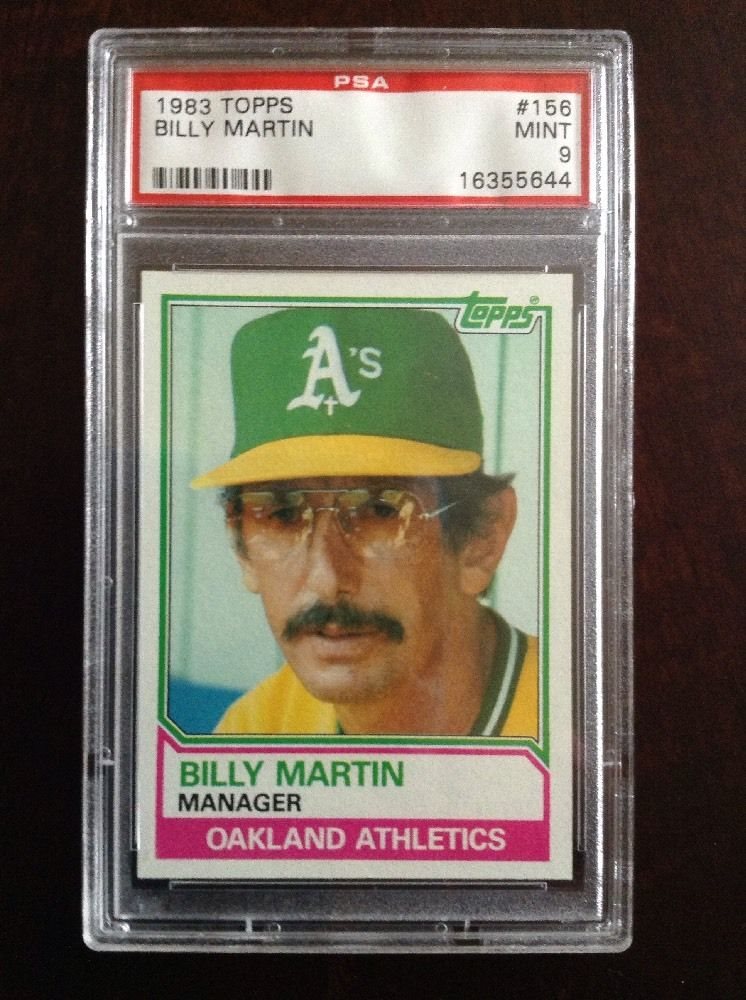 PSA
1983 TOPPS #156
BILLY MARTIN MINT
9
16355644
topps®
A's
BILLY MARTIN
MANAGER
OAKLAND ATHLETICS